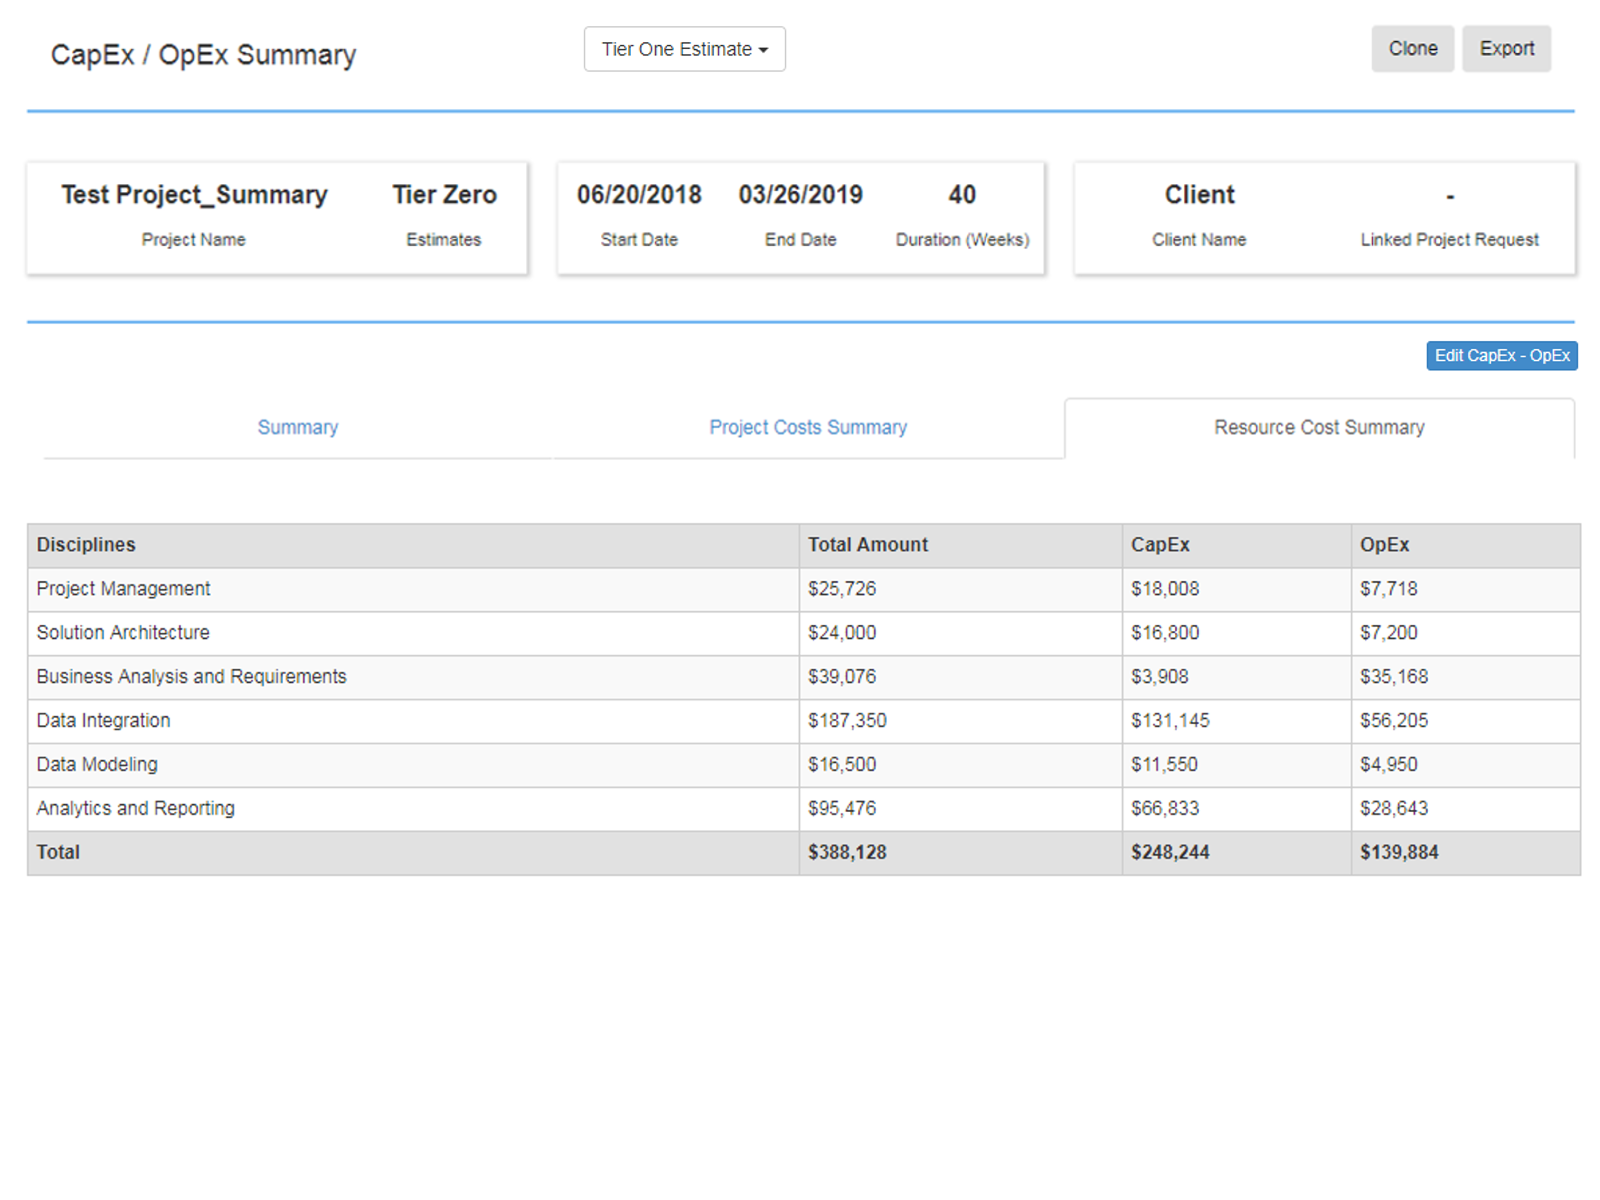 CapEx / OpEx Summary
Tier One Estimate
Clone
Export
Test Project_Summary
Tier Zero
Project Name
Estimates
06/20/2018
03/26/2019
40
Start Date
End Date
Duration (Weeks)
Client
-
Client Name
Linked Project Request
Edit CapEx - OpEx
Summary
Project Costs Summary
Resource Cost Summary
Disciplines Total Amount CapEx OpEx
Project Management $25,726 $18,008 $7,718
Solution Architecture $24,000 $16,800 $7,200
Business Analysis and Requirements $39,076 $3,908 $35,168
Data Integration $187,350 $131,145 $56,205
Data Modeling $16,500 $11,550 $4,950
Analytics and Reporting $95,476 $66,833 $28,643
Total $388,128 $248,244 $139,884